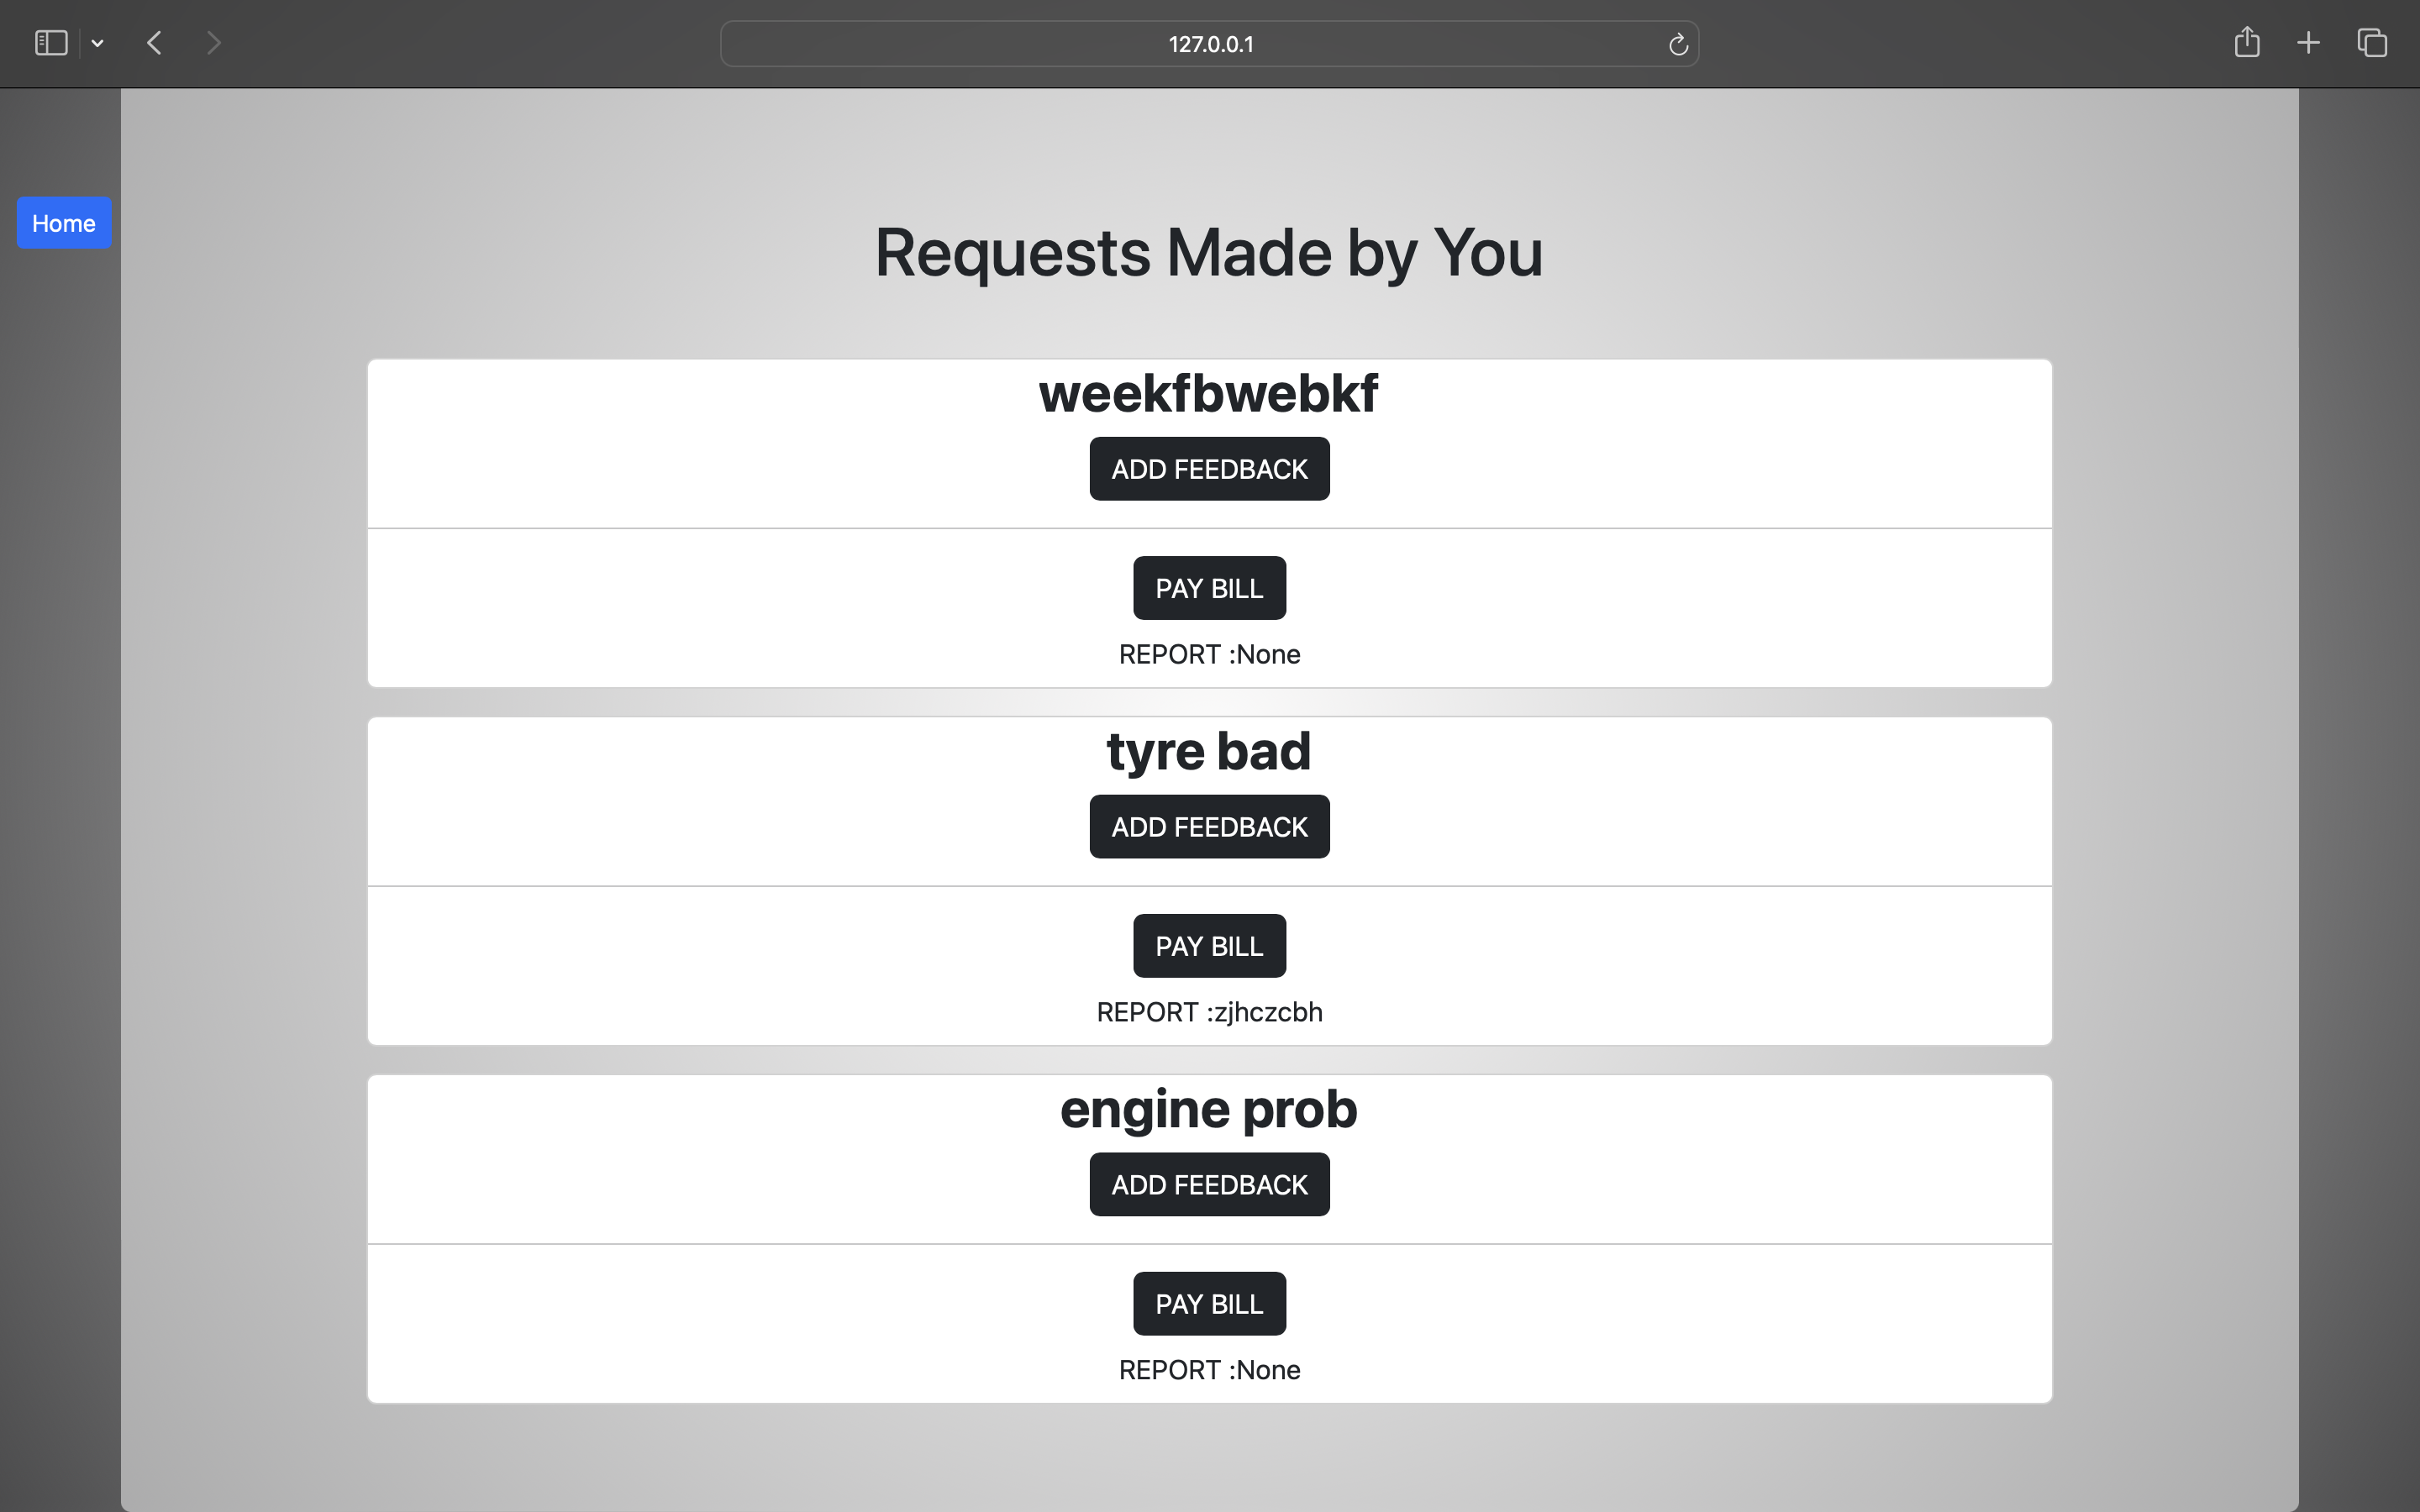 127.0.0.1
Home
Requests Made by You
weekfbwebkf
ADD FEEDBACK
PAY BILL
REPORT :None
tyre bad
ADD FEEDBACK
PAY BILL
REPORT :zjhczcbh
engine prob
ADD FEEDBACK
PAY BILL
REPORT :None